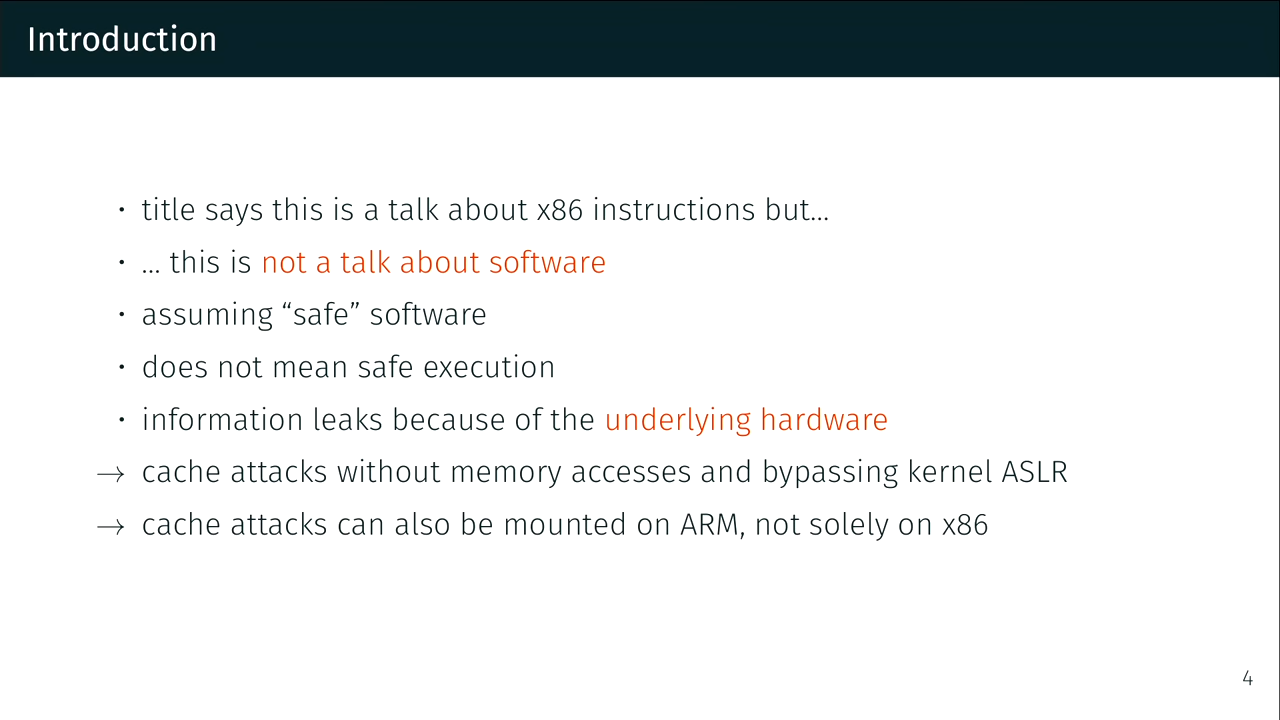 Introduction
• title says this is a talk about x86 instructions but...
• ... this is not a talk about software
• assuming “safe” software
• does not mean safe execution
• information leaks because of the underlying hardware
→ cache attacks without memory accesses and bypassing kernel ASLR
→ cache attacks can also be mounted on ARM, not solely on x86
4